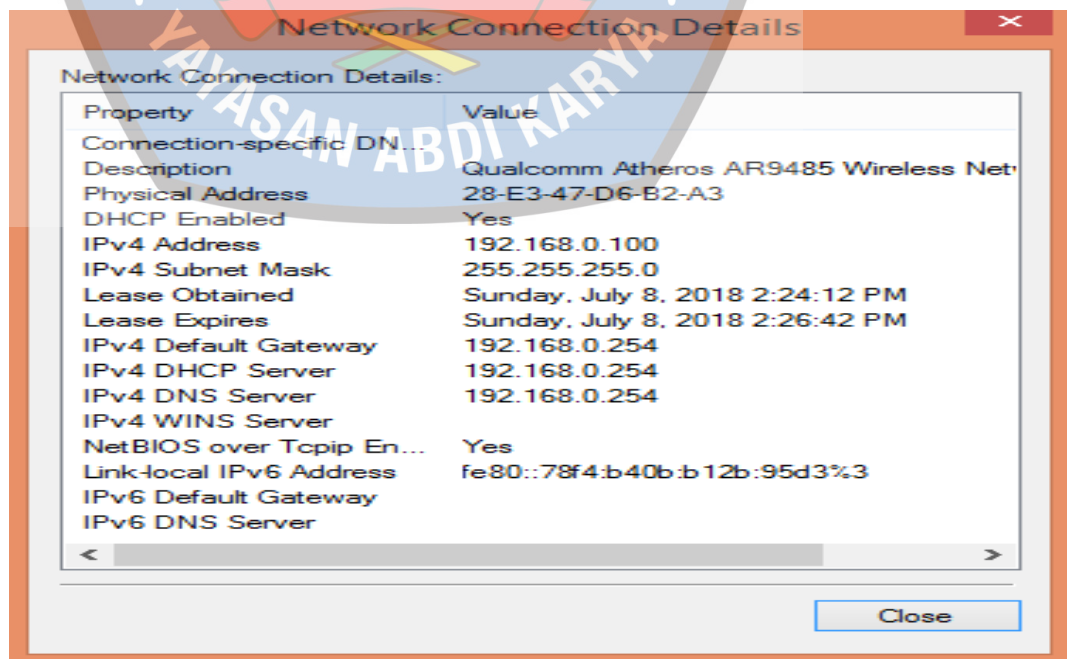 Network Connection Details
YAYASAN ABDI KARYA
Network Connection Details:
Property Value
Connection-specific DN...
Description Qualcomm Atheros AR9485 Wireless Net
Physical Address 28-E3-47-D6-B2-A3
DHCP Enabled Yes
IPv4 Address 192.168.0.100
IPv4 Subnet Mask 255.255.255.0
Lease Obtained Sunday, July 8, 2018 2:24:12 PM
Lease Expires Sunday, July 8, 2018 2:26:42 PM
IPv4 Default Gateway 192.168.0.254
IPv4 DHCP Server 192.168.0.254
IPv4 DNS Server 192.168.0.254
IPv4 WINS Server
NetBIOS over Tcpip En... Yes
Link-local IPv6 Address fe80::78f4:b40b:b12b:95d3%3
IPv6 Default Gateway
IPv6 DNS Server
Close